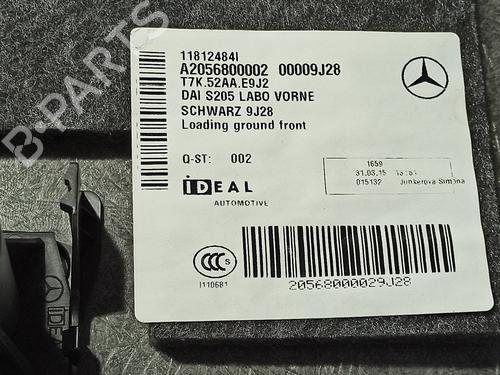 B-PARTS
11812484I
A2056800002 00009J28
T7K.52AA.E9J2
DAI S205 LABO VORNE
SCHWARZ 9J28
Loading ground front
Q-ST: 002
1659
31.03.15
015132 Junkerova Simona
iDEAL
AUTOMOTIVE
CCC S
I110681
20568000029J28